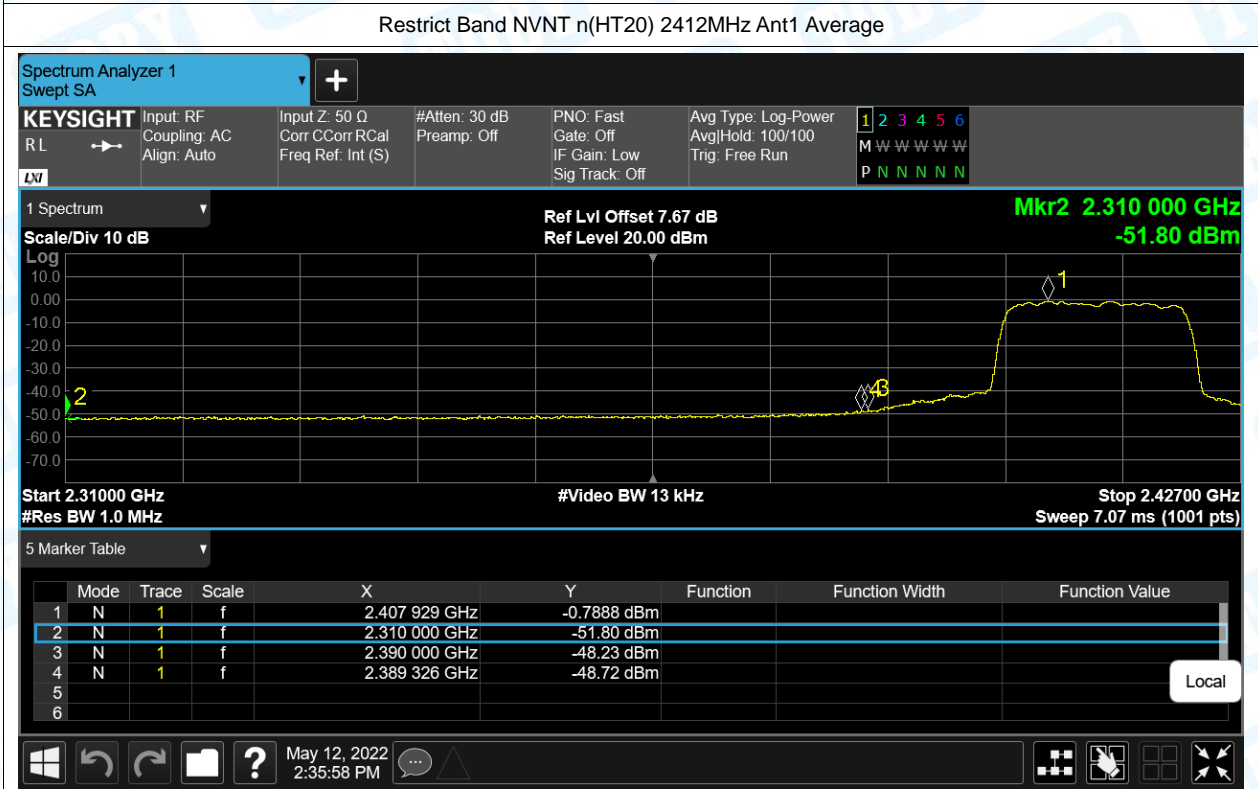 Restrict Band NVNT n(HT20) 2412MHz Ant1 Average
Spectrum Analyzer 1
Swept SA
+
KEYSIGHT
RL
LXI
Input: RF
Coupling: AC
Align: Auto
Input Z: 50 Ω
Corr CCorr RCal
Freq Ref: Int (S)
#Atten: 30 dB
Preamp: Off
PNO: Fast
Gate: Off
IF Gain: Low
Sig Track: Off
Avg Type: Log-Power
Avg|Hold: 100/100
Trig: Free Run
1 2 3 4 5 6
M W W W W W
P N N N N N
1 Spectrum
Scale/Div 10 dB
Ref Lvl Offset 7.67 dB
Ref Level 20.00 dBm
Mkr2 2.310 000 GHz
-51.80 dBm
Log
10.0
0.00
-10.0
-20.0
-30.0
-40.0
-50.0
-60.0
-70.0
1
2
4 3
Start 2.31000 GHz
#Video BW 13 kHz
Stop 2.42700 GHz
#Res BW 1.0 MHz
Sweep 7.07 ms (1001 pts)
5 Marker Table
Mode Trace Scale X Y Function Function Width Function Value
1 N 1 f 2.407 929 GHz -0.7888 dBm
2 N 1 f 2.310 000 GHz -51.80 dBm
3 N 1 f 2.390 000 GHz -48.23 dBm
4 N 1 f 2.389 326 GHz -48.72 dBm
5
6
Local
?
May 12, 2022
2:35:58 PM